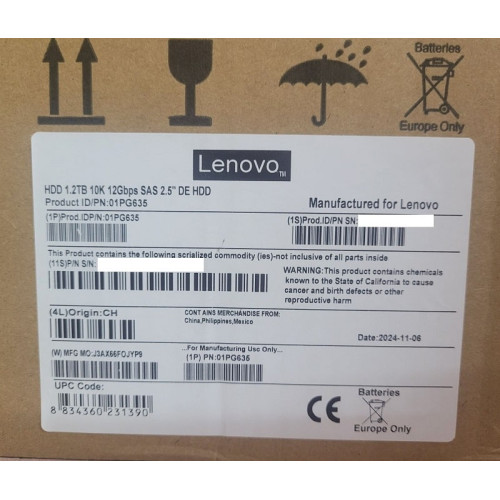 Batteries
Europe Only
Lenovo™
HDD 1.2TB 10K 12Gbps SAS 2.5" DE HDD
Product ID/PN:01PG635
Manufactured for Lenovo
(1P)Prod.IDP/N:01PG635
(1S)Prod.ID/PN SN:
This Product contains the following serialized commodity (ies)-not inclusive of all parts inside
(11S)P/N S/N:
WARNING:This product contains chemicals
known to the State of California to cause
cancer and birth defects or other
reproductive harm
(4L)Origin:CH
CONTAINS MERCHANDISE FROM:
China,Philippines,Mexico
Date:2024-11-06
(W) MFG MO:J3AX66FOJYP9
...For Manufacturing Use Only...
(1P) PN:01PG635
UPC Code:
8 834360 231390
CE
Batteries
Europe Only